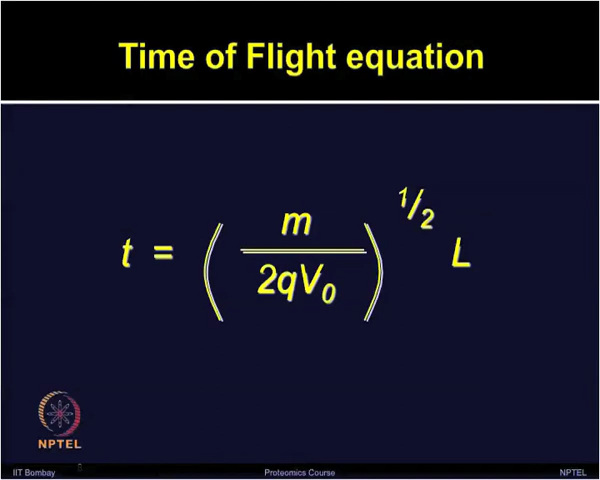 Time of Flight equation
t = ( m / 2qV₀ )^1/2 L
NPTEL
IIT Bombay
Proteomics Course
NPTEL